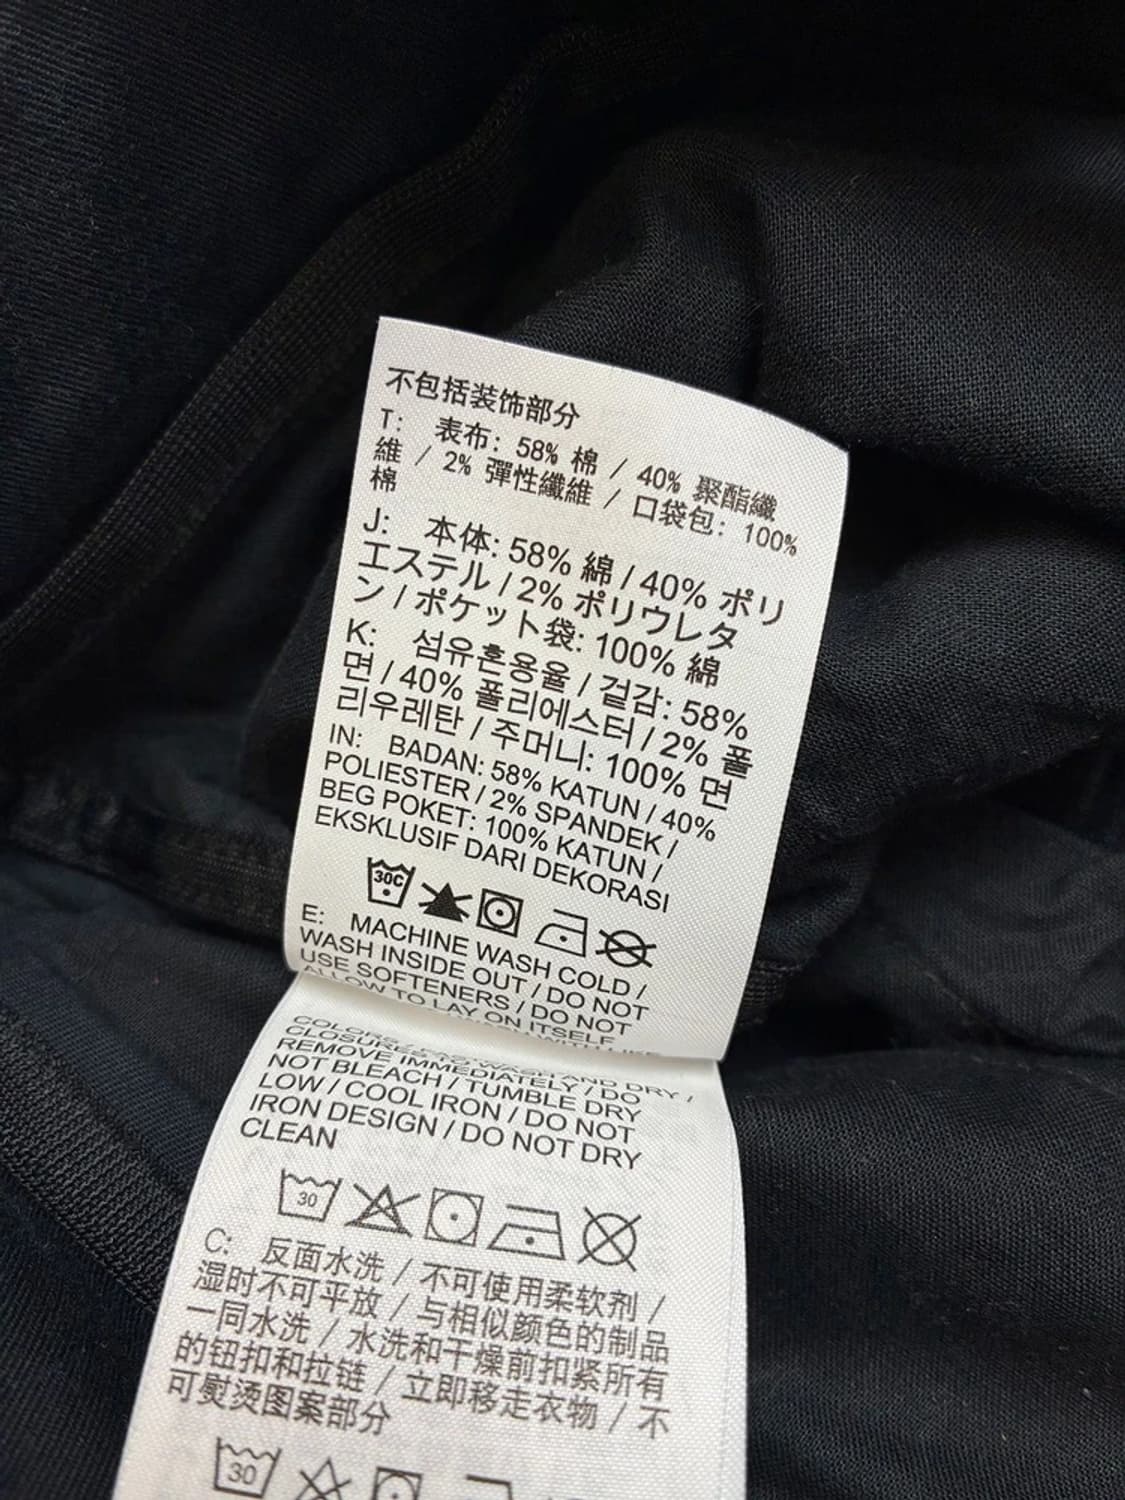 不包括装饰部分
T: 表布: 58% 棉 / 40% 聚酯纖
維 / 2% 彈性纖維 / 口袋包: 100%
棉
J: 本体: 58% 綿 / 40% ポリ
エステル / 2% ポリウレタ
ン / ポケット袋: 100% 綿
K: 섬유혼용율 / 겉감: 58%
면 / 40% 폴리에스터 / 2% 폴
리우레탄 / 주머니: 100% 면
IN: BADAN: 58% KATUN / 40%
POLIESTER / 2% SPANDEK /
BEG POKET: 100% KATUN /
EKSKLUSIF DARI DEKORASI
30C
E: MACHINE WASH COLD /
WASH INSIDE OUT / DO NOT
USE SOFTENERS / DO NOT
ALLOW TO LAY ON ITSELF
WITH LIKE
COLORS /
CLOSURES WASH AND DRY /
REMOVE IMMEDIATELY / DO
NOT BLEACH / TUMBLE DRY
LOW / COOL IRON / DO NOT
IRON DESIGN / DO NOT DRY
CLEAN
30
C: 反面水洗 / 不可使用柔软剂 /
湿时不可平放 / 与相似颜色的制品
一同水洗 / 水洗和干燥前扣紧所有
的钮扣和拉链 / 立即移走衣物 / 不
可熨烫图案部分
30